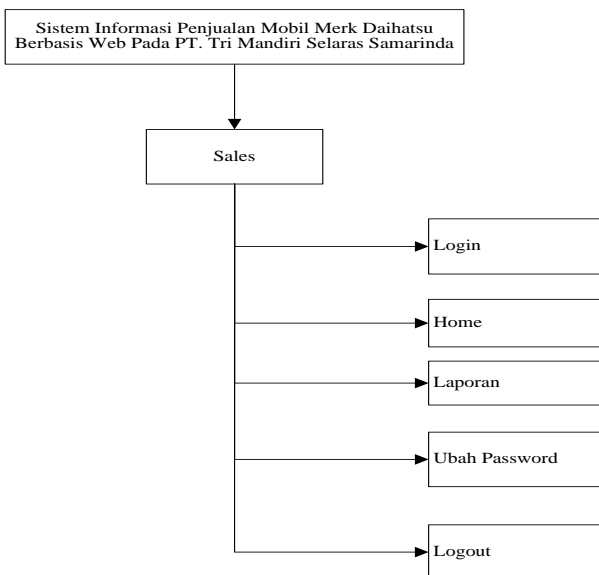 Sistem Informasi Penjualan Mobil Merk Daihatsu
Berbasis Web Pada PT. Tri Mandiri Selaras Samarinda
Sales
Login
Home
Laporan
Ubah Password
Logout